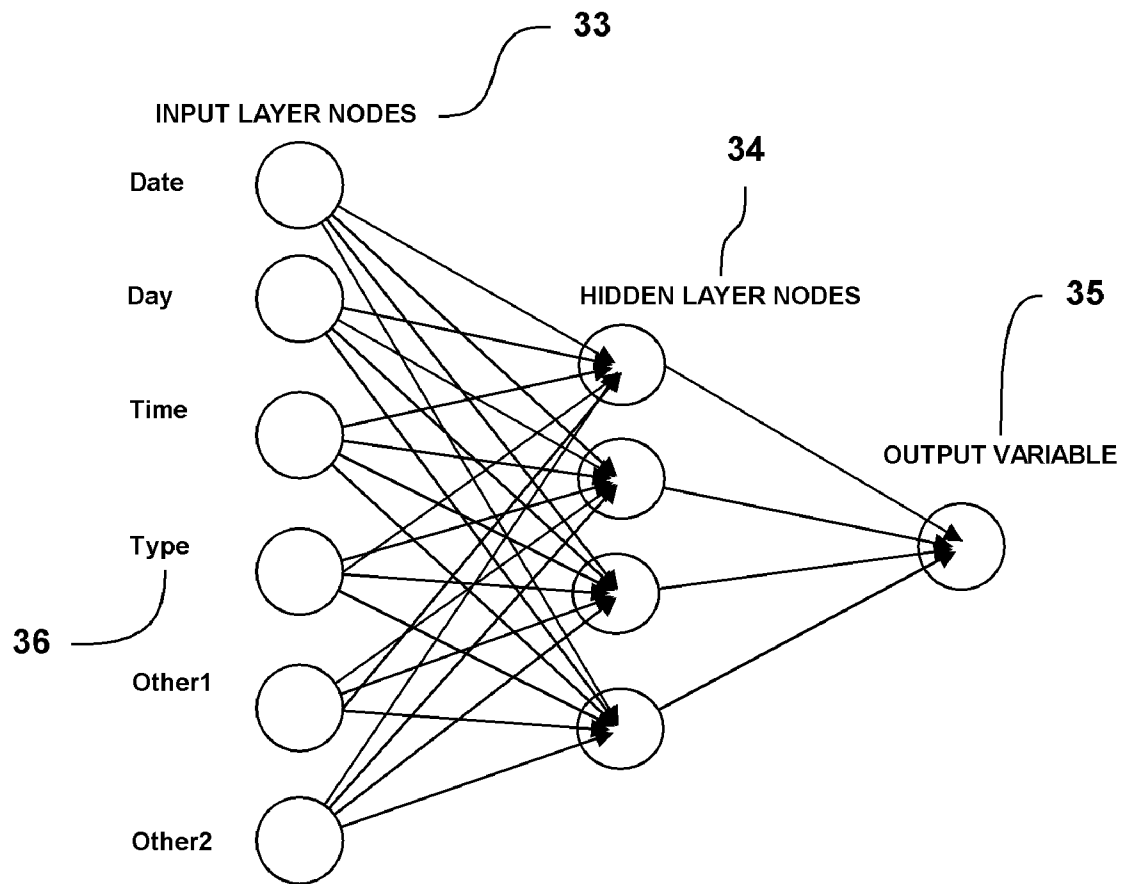 33
INPUT LAYER NODES
34
Date
Day
HIDDEN LAYER NODES
35
Time
OUTPUT VARIABLE
Type
36
Other1
Other2